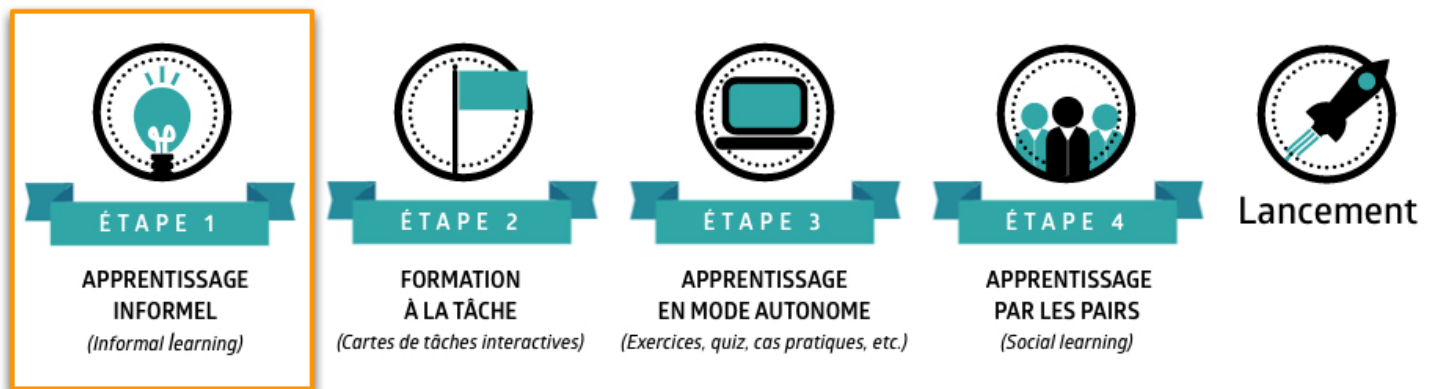 ÉTAPE 1
APPRENTISSAGE
INFORMEL
(Informal learning)
ÉTAPE 2
FORMATION
À LA TÂCHE
(Cartes de tâches interactives)
ÉTAPE 3
APPRENTISSAGE
EN MODE AUTONOME
(Exercices, quiz, cas pratiques, etc.)
ÉTAPE 4
APPRENTISSAGE
PAR LES PAIRS
(Social learning)
Lancement